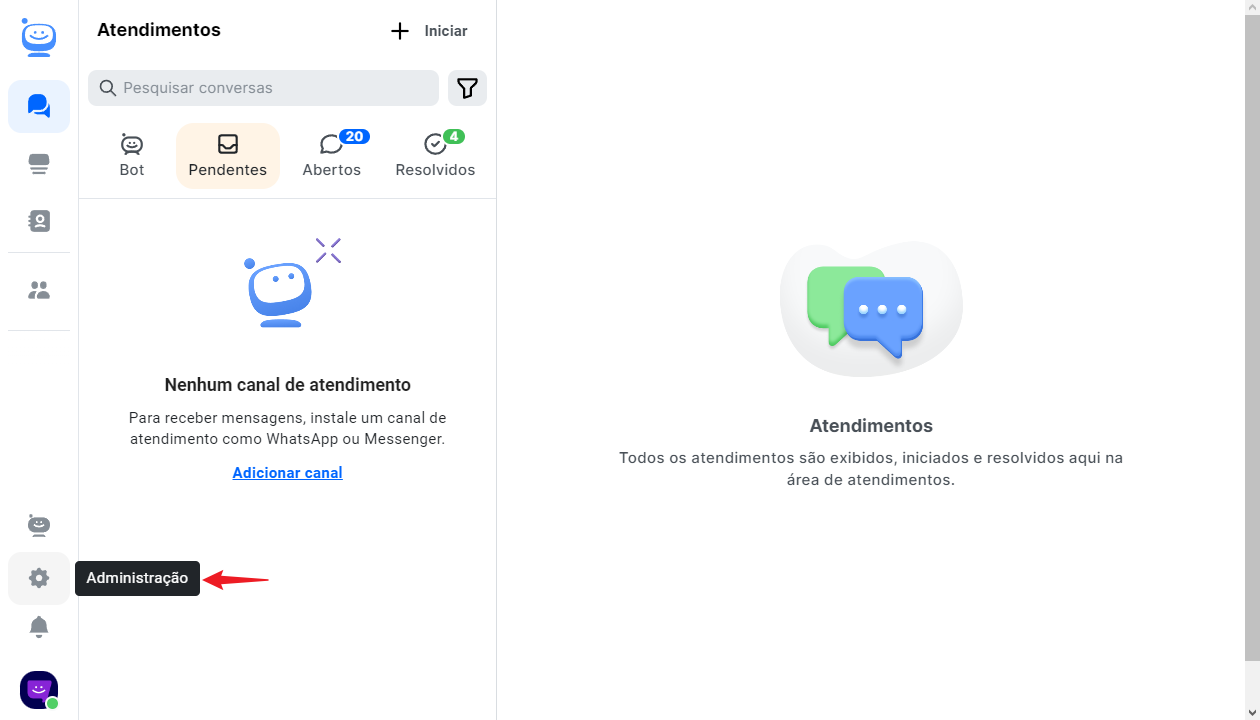 Atendimentos
Iniciar
Pesquisar conversas
20
4
Bot
Pendentes
Abertos
Resolvidos
Nenhum canal de atendimento
Para receber mensagens, instale um canal de
atendimento como WhatsApp ou Messenger.
Adicionar canal
Atendimentos
Todos os atendimentos são exibidos, iniciados e resolvidos aqui na
área de atendimentos.
Administração